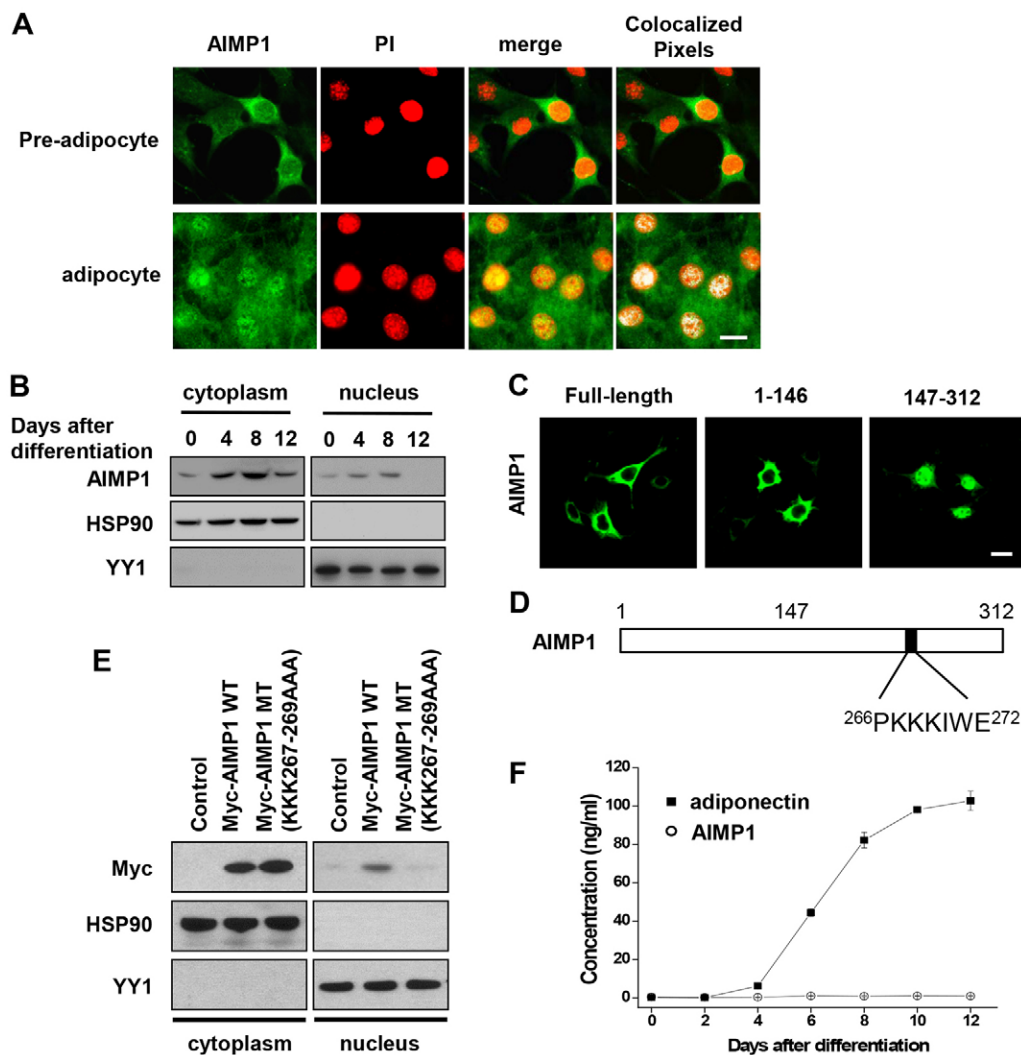 A
AIMP1 PI merge Colocalized Pixels
Pre-adipocyte
adipocyte
B
cytoplasm nucleus
Days after differentiation 0 4 8 12 0 4 8 12
AIMP1
HSP90
YY1
C
Full-length 1-146 147-312
AIMP1
D
1 147 312
AIMP1
²⁶⁶PKKKIWE²⁷²
E
Control
Myc-AIMP1 WT
Myc-AIMP1 MT
(KKK267-269AAA)
Control
Myc-AIMP1 WT
Myc-AIMP1 MT
(KKK267-269AAA)
Myc
HSP90
YY1
cytoplasm nucleus
F
Concentration (ng/ml)
120
100
80
60
40
20
0
adiponectin
AIMP1
0 2 4 6 8 10 12
Days after differentiation